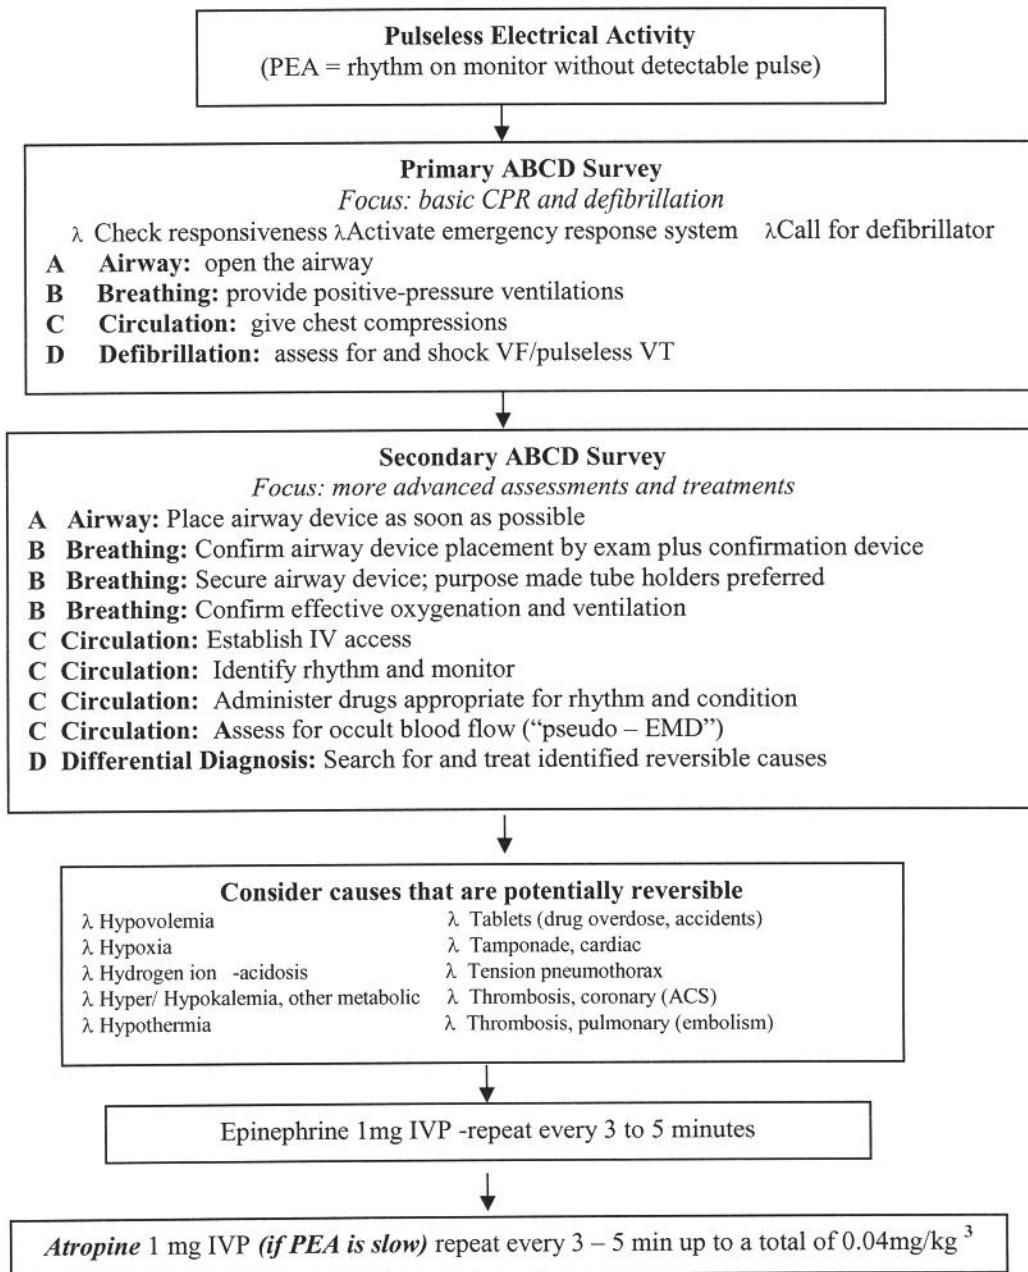 Pulseless Electrical Activity
(PEA = rhythm on monitor without detectable pulse)
Primary ABCD Survey
Focus: basic CPR and defibrillation
λ Check responsiveness λActivate emergency response system λCall for defibrillator
A Airway: open the airway
B Breathing: provide positive-pressure ventilations
C Circulation: give chest compressions
D Defibrillation: assess for and shock VF/pulseless VT
Secondary ABCD Survey
Focus: more advanced assessments and treatments
A Airway: Place airway device as soon as possible
B Breathing: Confirm airway device placement by exam plus confirmation device
B Breathing: Secure airway device; purpose made tube holders preferred
B Breathing: Confirm effective oxygenation and ventilation
C Circulation: Establish IV access
C Circulation: Identify rhythm and monitor
C Circulation: Administer drugs appropriate for rhythm and condition
C Circulation: Assess for occult blood flow (“pseudo – EMD”)
D Differential Diagnosis: Search for and treat identified reversible causes
Consider causes that are potentially reversible
λ Hypovolemia
λ Hypoxia
λ Hydrogen ion -acidosis
λ Hyper/ Hypokalemia, other metabolic
λ Hypothermia
λ Tablets (drug overdose, accidents)
λ Tamponade, cardiac
λ Tension pneumothorax
λ Thrombosis, coronary (ACS)
λ Thrombosis, pulmonary (embolism)
Epinephrine 1mg IVP -repeat every 3 to 5 minutes
Atropine 1 mg IVP (if PEA is slow) repeat every 3 – 5 min up to a total of 0.04mg/kg ³